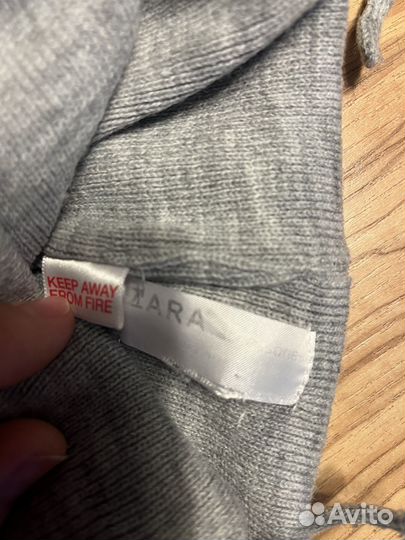 KEEP AWAY
FROM FIRE
ZARA
Avito